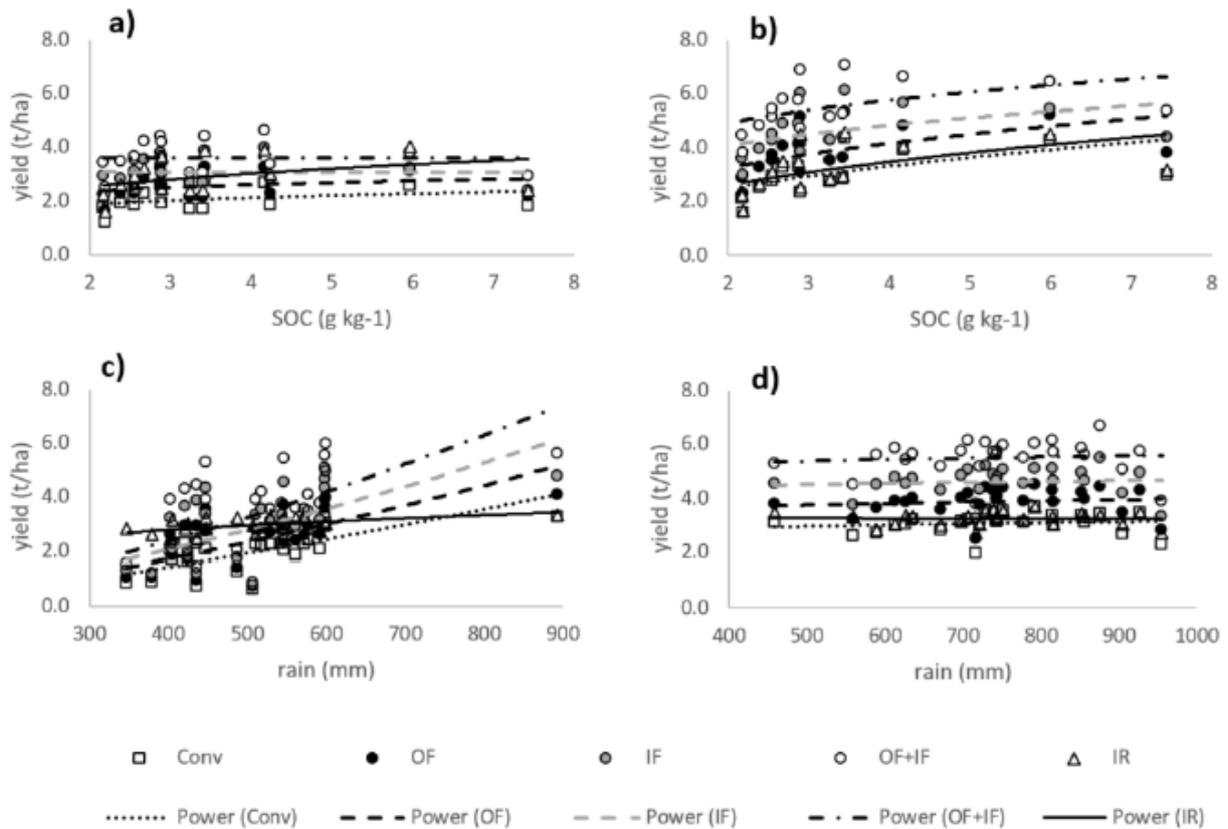 a)
b)
8.0
6.0
4.0
2.0
0.0
yield (t/ha)
2 3 4 5 6 7 8
SOC (g kg-1)
8.0
6.0
4.0
2.0
0.0
yield (t/ha)
2 3 4 5 6 7 8
SOC (g kg-1)
c)
d)
8.0
6.0
4.0
2.0
0.0
yield (t/ha)
300 400 500 600 700 800 900
rain (mm)
8.0
6.0
4.0
2.0
0.0
yield (t/ha)
400 500 600 700 800 900 1000
rain (mm)
Conv OF IF OF+IF IR
Power (Conv) Power (OF) Power (IF) Power (OF+IF) Power (IR)